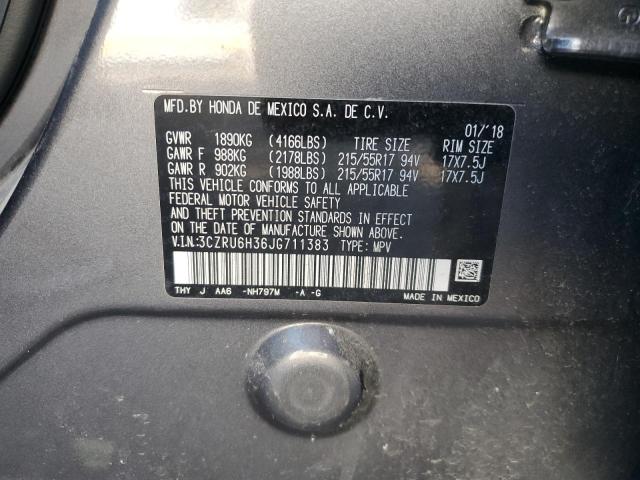 MFD.BY HONDA DE MEXICO S.A. DE C.V.
01/'18
GVWR 1890KG (4166LBS) TIRE SIZE RIM SIZE
GAWR F 988KG (2178LBS) 215/55R17 94V 17X7.5J
GAWR R 902KG (1988LBS) 215/55R17 94V 17X7.5J
THIS VEHICLE CONFORMS TO ALL APPLICABLE
FEDERAL MOTOR VEHICLE SAFETY
AND THEFT PREVENTION STANDARDS IN EFFECT
ON THE DATE OF MANUFACTURE SHOWN ABOVE.
V.I.N:3CZRU6H36JG711383 TYPE: MPV
THY J AA6 -NH797M -A -G MADE IN MEXICO